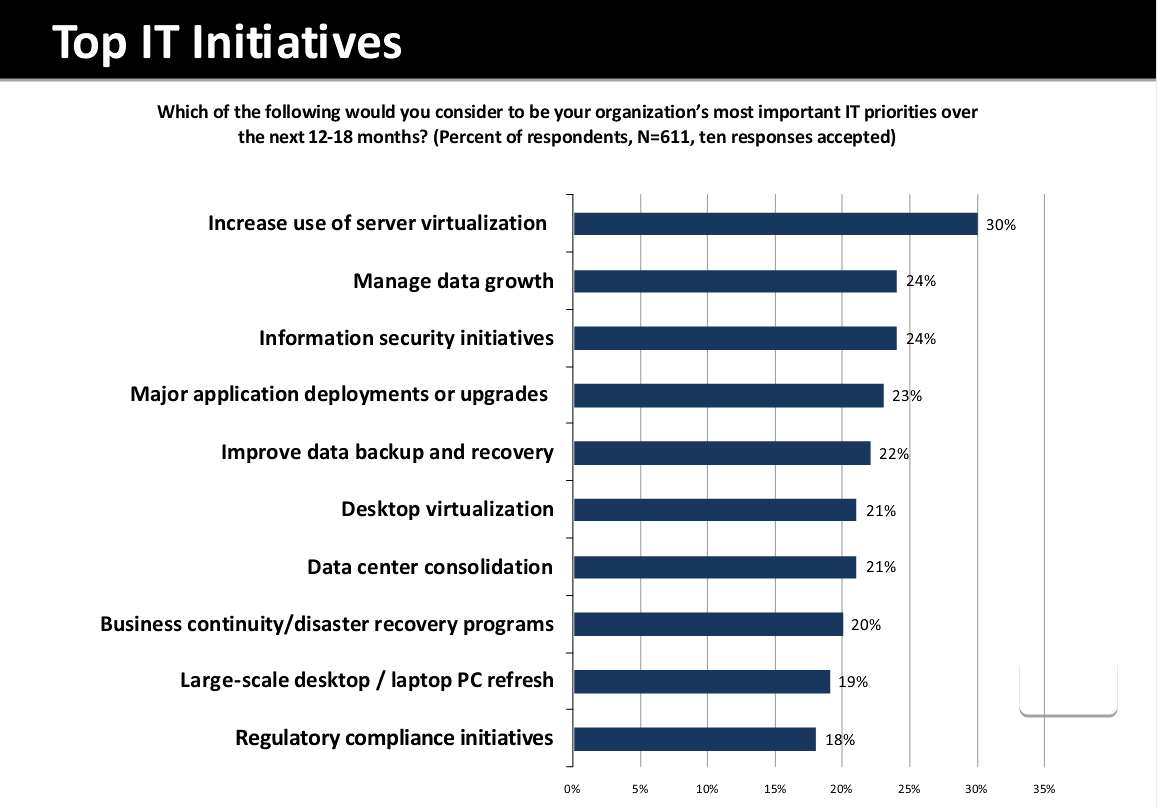 Top IT Initiatives
Which of the following would you consider to be your organization’s most important IT priorities over
the next 12-18 months? (Percent of respondents, N=611, ten responses accepted)
Increase use of server virtualization 30%
Manage data growth 24%
Information security initiatives 24%
Major application deployments or upgrades 23%
Improve data backup and recovery 22%
Desktop virtualization 21%
Data center consolidation 21%
Business continuity/disaster recovery programs 20%
Large-scale desktop / laptop PC refresh 19%
Regulatory compliance initiatives 18%
0% 5% 10% 15% 20% 25% 30% 35%